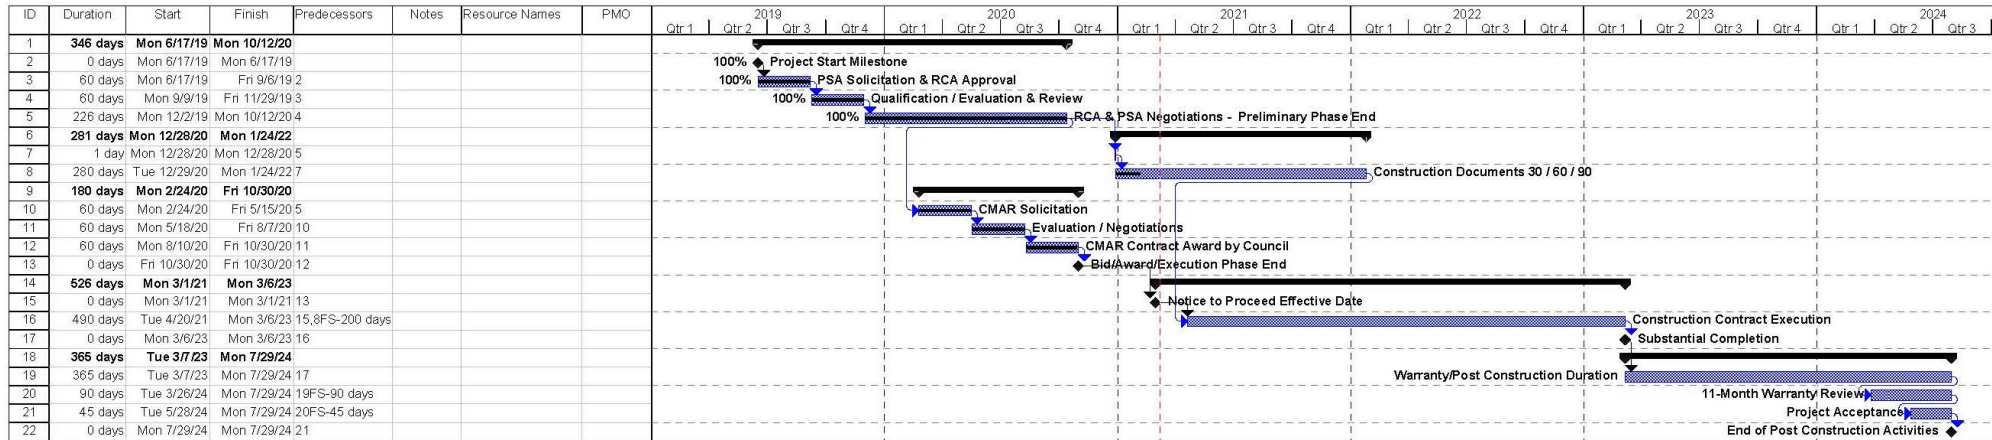 ID Duration Start Finish Predecessors Notes Resource Names PMO 2019 2020 2021 2022 2023 2024
Qtr 1 Qtr 2 Qtr 3 Qtr 4 Qtr 1 Qtr 2 Qtr 3 Qtr 4 Qtr 1 Qtr 2 Qtr 3 Qtr 4 Qtr 1 Qtr 2 Qtr 3 Qtr 4 Qtr 1 Qtr 2 Qtr 3 Qtr 4 Qtr 1 Qtr 2 Qtr 3
1 346 days Mon 6/17/19 Mon 10/12/20
2 0 days Mon 6/17/19 Mon 6/17/19 100% Project Start Milestone
3 60 days Mon 6/17/19 Fri 9/6/19 2 100% PSA Solicitation & RCA Approval
4 60 days Mon 9/9/19 Fri 11/29/19 3 100% Qualification / Evaluation & Review
5 226 days Mon 12/2/19 Mon 10/12/20 4 100% RCA & PSA Negotiations - Preliminary Phase End
6 281 days Mon 12/28/20 Mon 1/24/22
7 1 day Mon 12/28/20 Mon 12/28/20 5
8 280 days Tue 12/29/20 Mon 1/24/22 7 Construction Documents 30 / 60 / 90
9 180 days Mon 2/24/20 Fri 10/30/20
10 60 days Mon 2/24/20 Fri 5/15/20 5 CMAR Solicitation
11 60 days Mon 5/18/20 Fri 8/7/20 10 Evaluation / Negotiations
12 60 days Mon 8/10/20 Fri 10/30/20 11 CMAR Contract Award by Council
13 0 days Fri 10/30/20 Fri 10/30/20 12 Bid/Award/Execution Phase End
14 526 days Mon 3/1/21 Mon 3/6/23
15 0 days Mon 3/1/21 Mon 3/1/21 13 Notice to Proceed Effective Date
16 490 days Tue 4/20/21 Mon 3/6/23 15,8FS-200 days Construction Contract Execution
17 0 days Mon 3/6/23 Mon 3/6/23 16 Substantial Completion
18 365 days Tue 3/7/23 Mon 7/29/24
19 365 days Tue 3/7/23 Mon 7/29/24 17 Warranty/Post Construction Duration
20 90 days Tue 3/26/24 Mon 7/29/24 19FS-90 days 11-Month Warranty Review
21 45 days Tue 5/28/24 Mon 7/29/24 20FS-45 days Project Acceptance
22 0 days Mon 7/29/24 Mon 7/29/24 21 End of Post Construction Activities